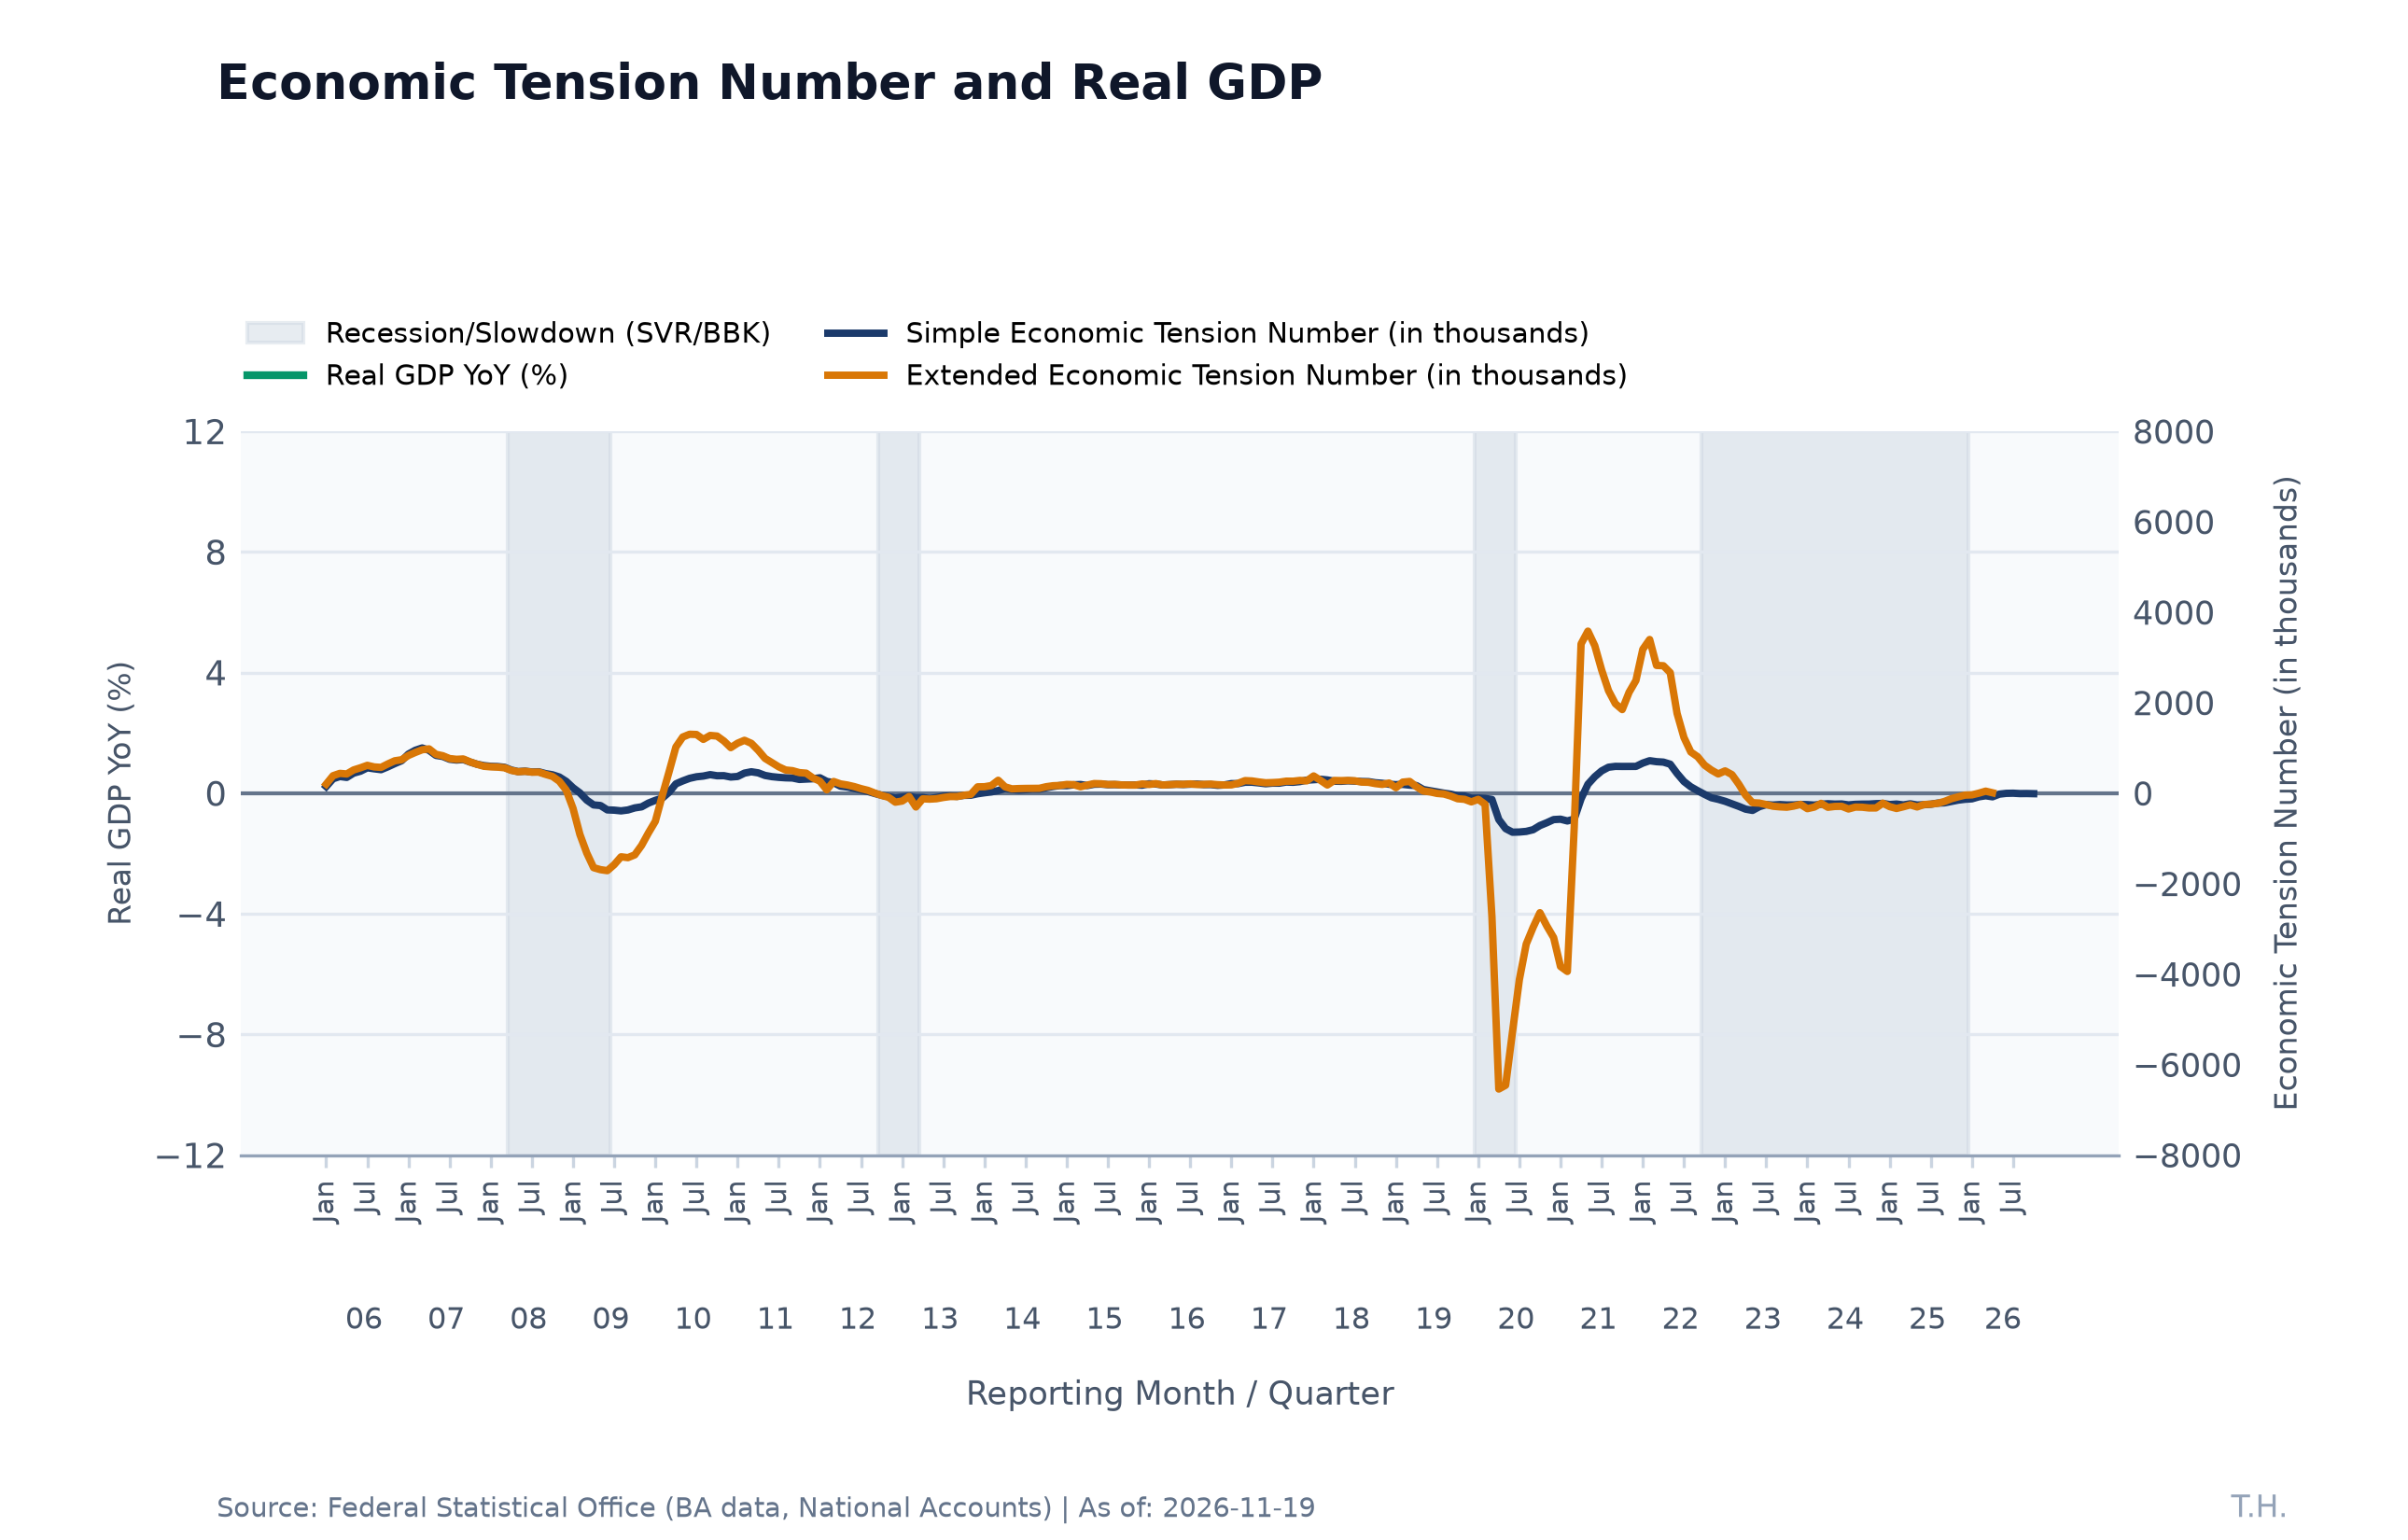 Economic Tension Number and Real GDP
Recession/Slowdown (SVR/BBK)
Real GDP YoY (%)
Simple Economic Tension Number (in thousands)
Extended Economic Tension Number (in thousands)
12
8
4
0
−4
−8
−12
Real GDP YoY (%)
8000
6000
4000
2000
0
−2000
−4000
−6000
−8000
Economic Tension Number (in thousands)
Jan Jul Jan Jul Jan Jul Jan Jul Jan Jul Jan Jul Jan Jul Jan Jul Jan Jul Jan Jul Jan Jul Jan Jul Jan Jul Jan Jul Jan Jul Jan Jul Jan Jul Jan Jul Jan Jul Jan Jul Jan Jul
06 07 08 09 10 11 12 13 14 15 16 17 18 19 20 21 22 23 24 25 26
Reporting Month / Quarter
Source: Federal Statistical Office (BA data, National Accounts) | As of: 2026-11-19
T.H.